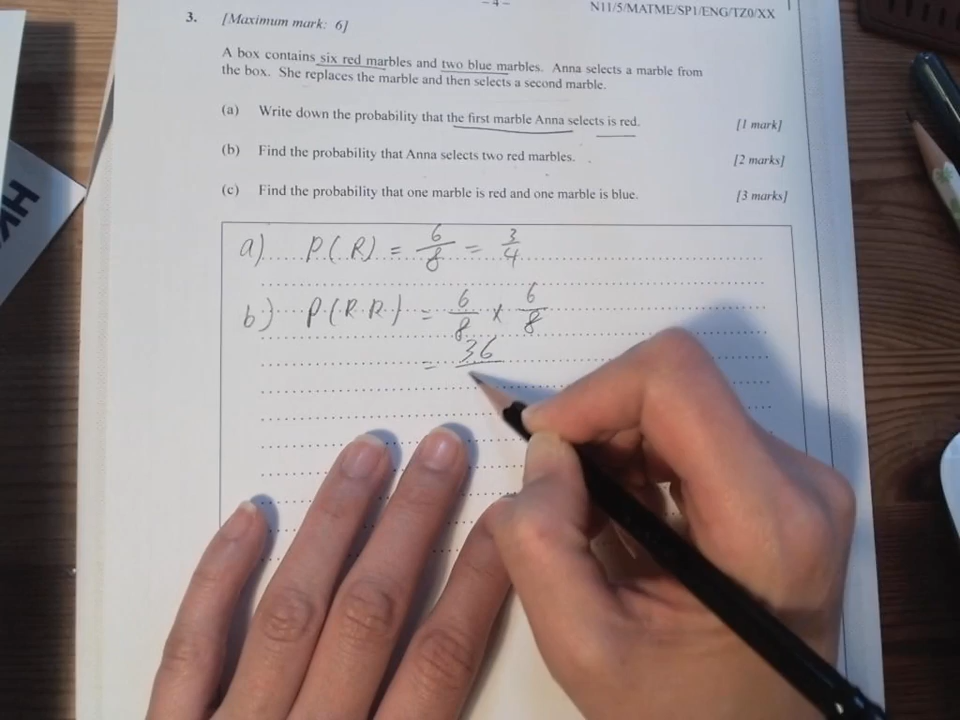 – 4 –
N11/5/MATME/SP1/ENG/TZ0/XX
3. [Maximum mark: 6]
A box contains six red marbles and two blue marbles. Anna selects a marble from
the box. She replaces the marble and then selects a second marble.
(a) Write down the probability that the first marble Anna selects is red. [1 mark]
(b) Find the probability that Anna selects two red marbles. [2 marks]
(c) Find the probability that one marble is red and one marble is blue. [3 marks]
a) P(R) = 6/8 = 3/4
b) P(R R) = 6/8 × 6/8
= 36